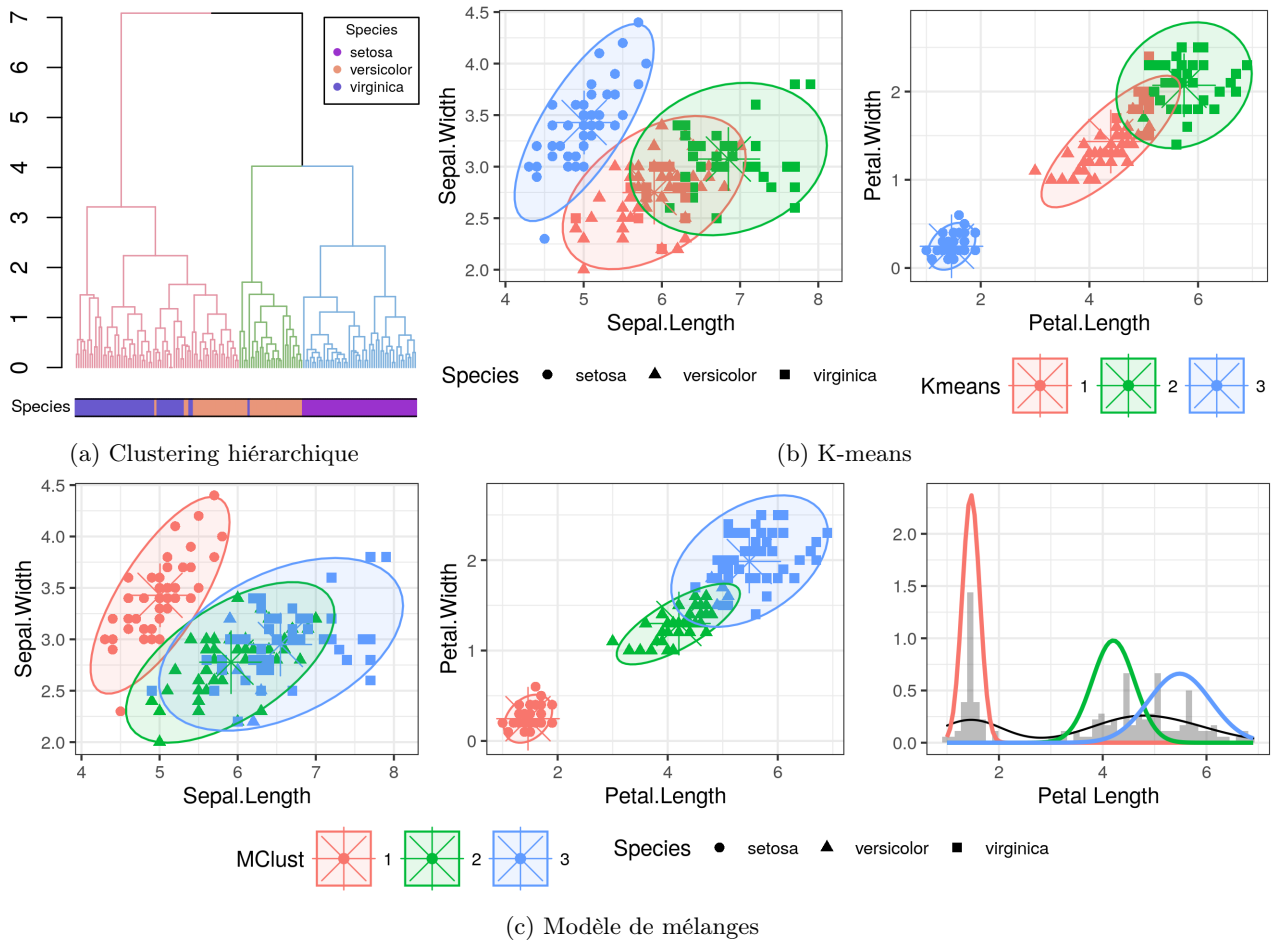 7
6
5
4
3
2
1
0
Species
setosa
versicolor
virginica
Species
(a) Clustering hiérarchique
4.5
4.0
3.5
3.0
2.5
2.0
Sepal.Width
4 5 6 7 8
Sepal.Length
2
1
0
Petal.Width
2 4 6
Petal.Length
Species setosa versicolor virginica
Kmeans 1 2 3
(b) K-means
4.5
4.0
3.5
3.0
2.5
2.0
Sepal.Width
4 5 6 7 8
Sepal.Length
2
1
0
Petal.Width
2 4 6
Petal.Length
2.0
1.5
1.0
0.5
0.0
2 4 6
Petal Length
MClust 1 2 3
Species setosa versicolor virginica
(c) Modèle de mélanges